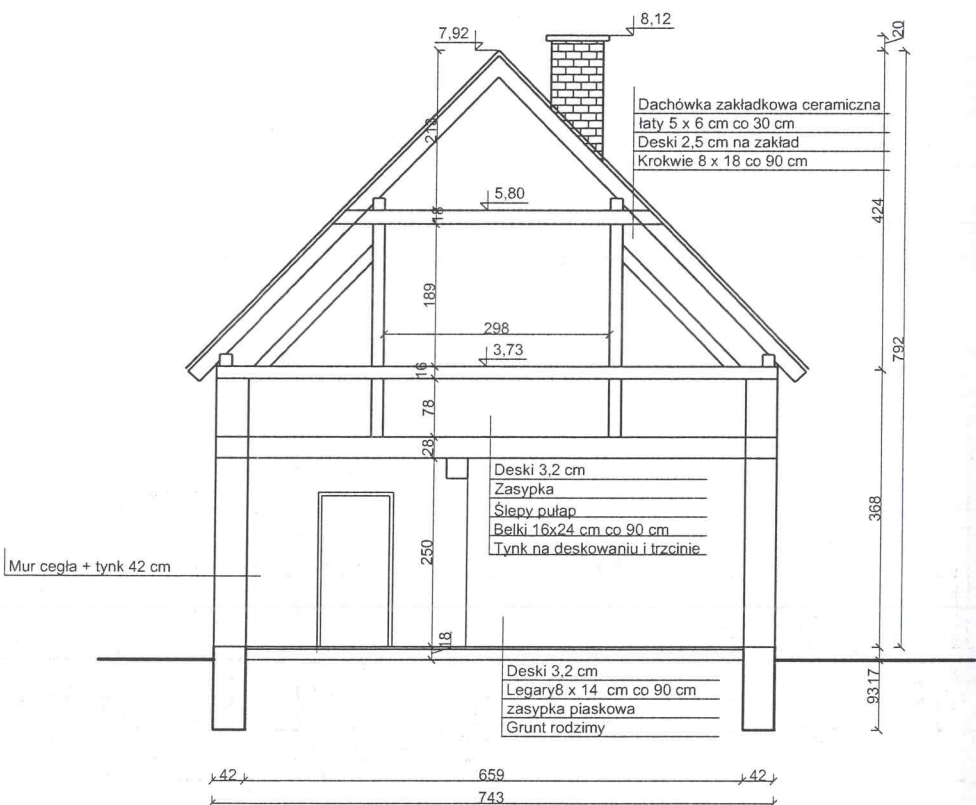 8,12
7,92
20
Dachówka zakładkowa ceramiczna
łaty 5 x 6 cm co 30 cm
Deski 2,5 cm na zakład
Krokwie 8 x 18 co 90 cm
213
5,80
18
424
189
298
3,73
792
16
78
28
Deski 3,2 cm
Zasypka
Ślepy pułap
Belki 16x24 cm co 90 cm
Tynk na deskowaniu i trzcinie
368
250
Mur cegła + tynk 42 cm
18
Deski 3,2 cm
Legary8 x 14 cm co 90 cm
zasypka piaskowa
Grunt rodzimy
93
17
42
659
42
743